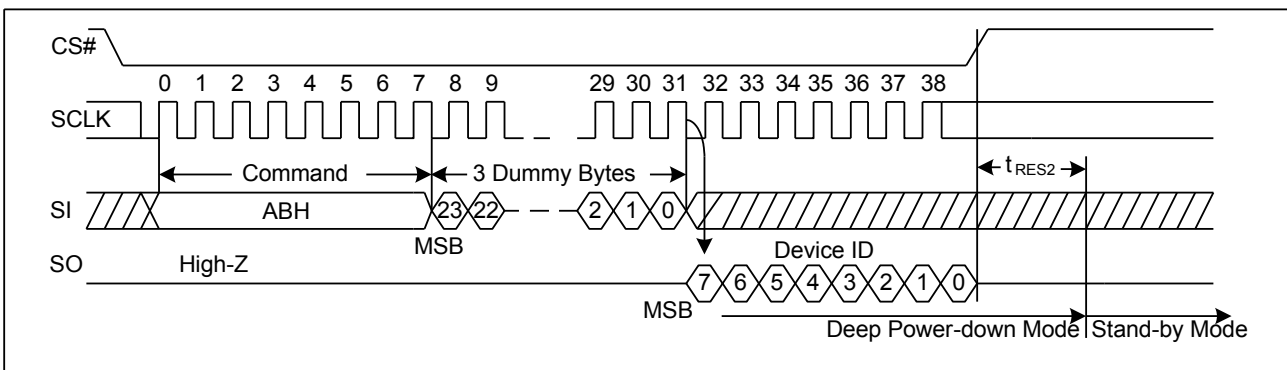 CS#
0 1 2 3 4 5 6 7 8 9 29 30 31 32 33 34 35 36 37 38
SCLK
Command 3 Dummy Bytes tRES2
SI ABH 23 22 2 1 0
MSB Device ID
SO High-Z
7 6 5 4 3 2 1 0
MSB
Deep Power-down Mode Stand-by Mode